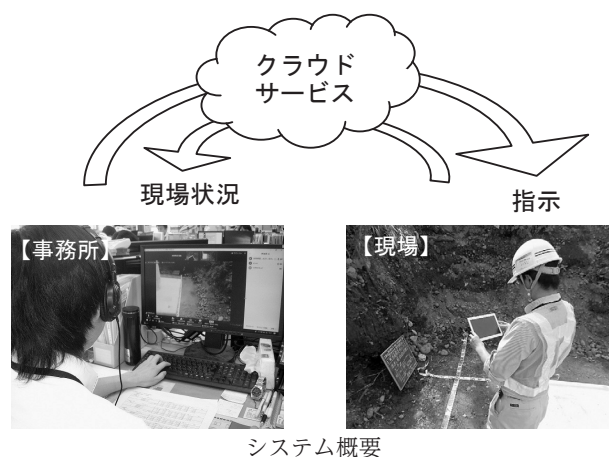 クラウド
サービス
現場状況
指示
【事務所】
【現場】
システム概要